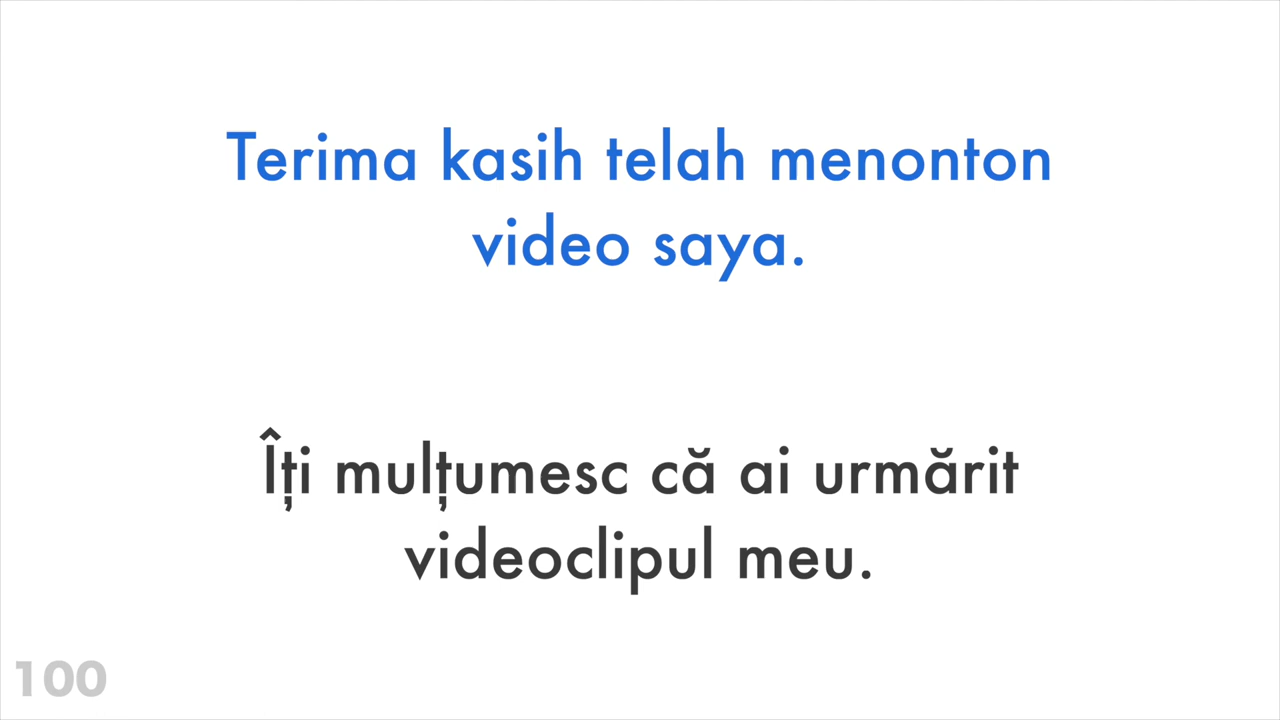 Terima kasih telah menonton
video saya.
Îți mulțumesc că ai urmărit
videoclipul meu.
100